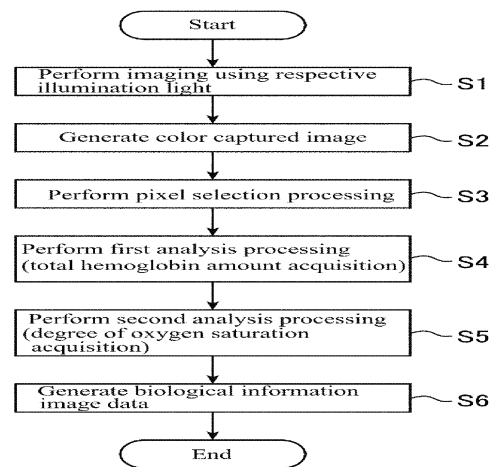 Start
Perform imaging using respective
illumination light
S1
Generate color captured image
S2
Perform pixel selection processing
S3
Perform first analysis processing
(total hemoglobin amount acquisition)
S4
Perform second analysis processing
(degree of oxygen saturation
acquisition)
S5
Generate biological information
image data
S6
End